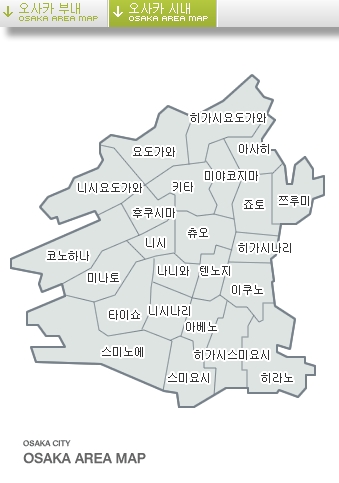 오사카 부내
OSAKA AREA MAP
오사카 시내
OSAKA AREA MAP
히가시요도가와
요도가와
아사히
미야코지마
니시요도가와
키타
죠토
쯔루미
후쿠시마
츄오
니시
히가시나리
코노하나
미나토
나니와
텐노지
이쿠노
타이쇼
니시나리
아베노
스미노에
히가시스미요시
스미요시
히라노
OSAKA CITY
OSAKA AREA MAP